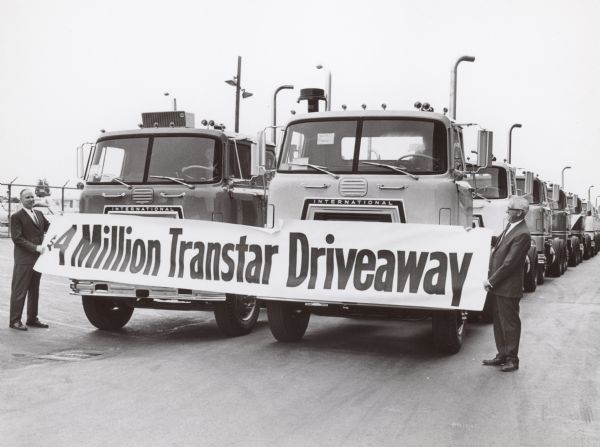 INTERNATIONAL
INTERNATIONAL
$4 Million Transtar Driveaway